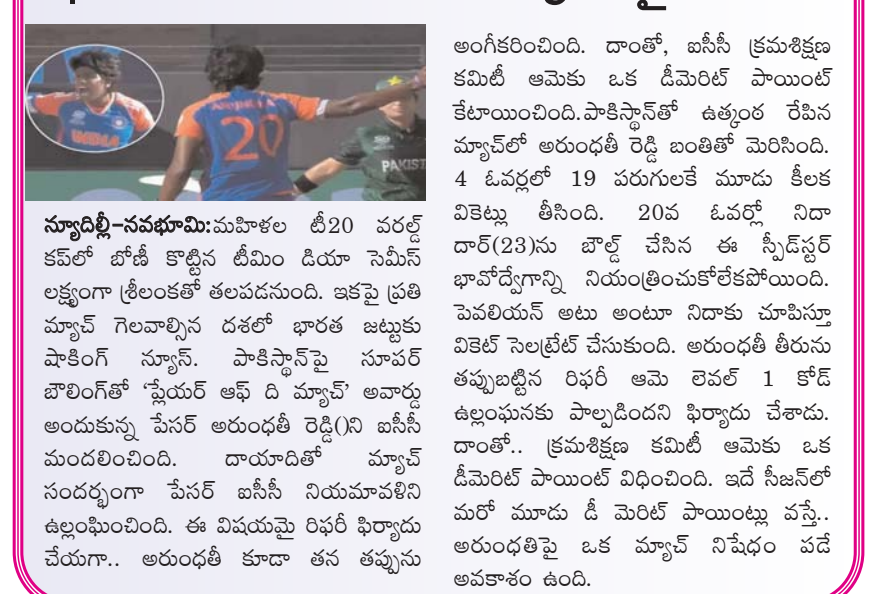 20
INDIA
PAKIST
న్యూదిల్లీ-నవభూమి:మహిళల టీ20 వరల్డ్
కప్‌లో బోణీ కొట్టిన టీమిం డియా సెమీస్
లక్ష్యంగా శ్రీలంకతో తలపడనుంది. ఇకపై ప్రతి
మ్యాచ్ గెలవాల్సిన దశలో భారత జట్టుకు
షాకింగ్ న్యూస్. పాకిస్థాన్‌పై సూపర్
బౌలింగ్‌తో ‘ప్లేయర్ ఆఫ్ ది మ్యాచ్’ అవార్డు
అందుకున్న పేసర్ అరుంధతీ రెడ్డి()ని ఐసీసీ
మందలించింది. దాయాదితో మ్యాచ్
సందర్భంగా పేసర్ ఐసీసీ నియమావళిని
ఉల్లంఘించింది. ఈ విషయమై రిఫరీ ఫిర్యాదు
చేయగా.. అరుంధతీ కూడా తన తప్పును
అంగీకరించింది. దాంతో, ఐసీసీ క్రమశిక్షణ
కమిటీ ఆమెకు ఒక డీమెరిట్ పాయింట్
కేటాయించింది.పాకిస్థాన్‌తో ఉత్కంఠ రేపిన
మ్యాచ్‌లో అరుంధతీ రెడ్డి బంతితో మెరిసింది.
4 ఓవర్లలో 19 పరుగులకే మూడు కీలక
వికెట్లు తీసింది. 20వ ఓవర్లో నిదా
దార్(23)ను బౌల్డ్ చేసిన ఈ స్పీడ్‌స్టర్
భావోద్వేగాన్ని నియంత్రించుకోలేకపోయింది.
పెవలియన్ అటు అంటూ నిదాకు చూపిస్తూ
వికెట్ సెలబ్రేట్ చేసుకుంది. అరుంధతీ తీరును
తప్పుబట్టిన రిఫరీ ఆమె లెవల్ 1 కోడ్
ఉల్లంఘనకు పాల్పడిందని ఫిర్యాదు చేశాడు.
దాంతో.. క్రమశిక్షణ కమిటీ ఆమెకు ఒక
డీమెరిట్ పాయింట్ విధించింది. ఇదే సీజన్‌లో
మరో మూడు డీ మెరిట్ పాయింట్లు వస్తే..
అరుంధతిపై ఒక మ్యాచ్ నిషేధం పడే
అవకాశం ఉంది.